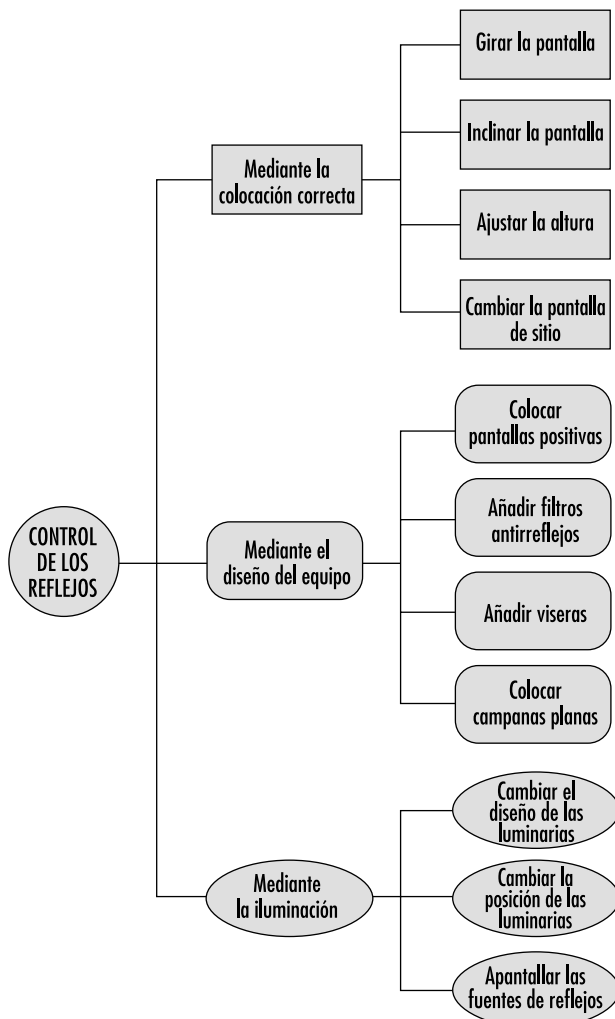 Girar la pantalla
Inclinar la pantalla
Mediante la
colocación correcta
Ajustar la altura
Cambiar la pantalla
de sitio
Colocar
pantallas positivas
Añadir filtros
antirreflejos
CONTROL
DE LOS
REFLEJOS
Mediante el
diseño del equipo
Añadir viseras
Colocar
campanas planas
Cambiar el
diseño de las
luminarias
Mediante
la iluminación
Cambiar la
posición de las
luminarias
Apantallar las
fuentes de reflejos